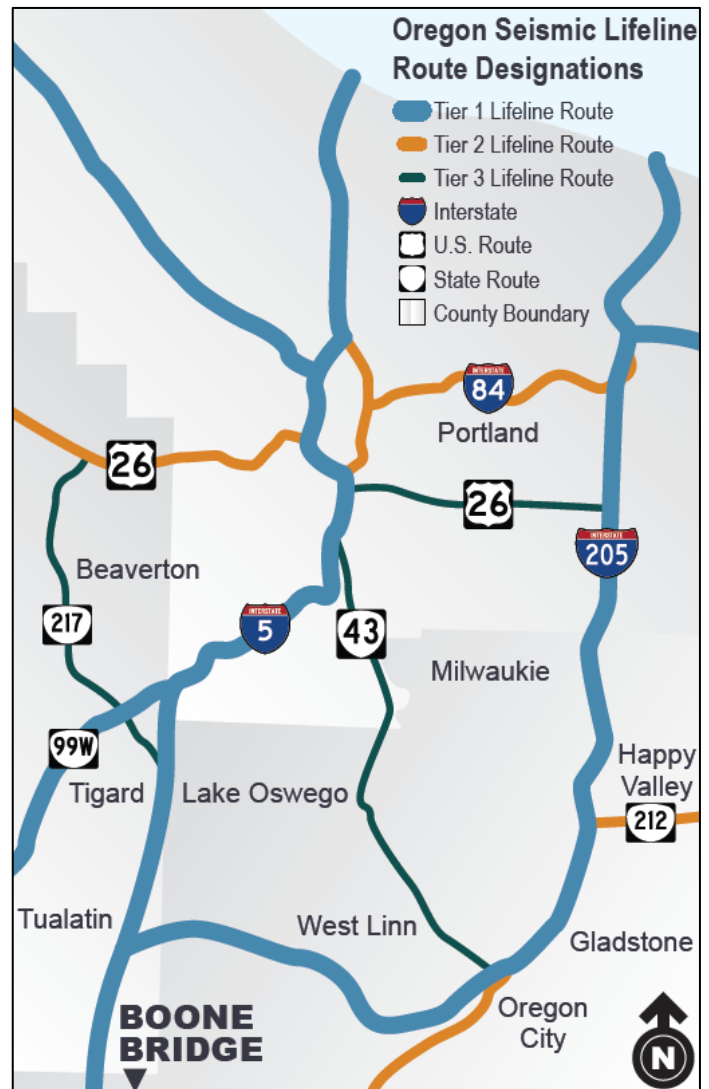 Oregon Seismic Lifeline
Route Designations
Tier 1 Lifeline Route
Tier 2 Lifeline Route
Tier 3 Lifeline Route
Interstate
U.S. Route
State Route
County Boundary
INTERSTATE
84
Portland
26
26
INTERSTATE
205
Beaverton
217
INTERSTATE
5
43
Milwaukie
99W
Happy
Valley
Tigard
Lake Oswego
212
Tualatin
West Linn
Gladstone
BOONE
BRIDGE
Oregon
City
N